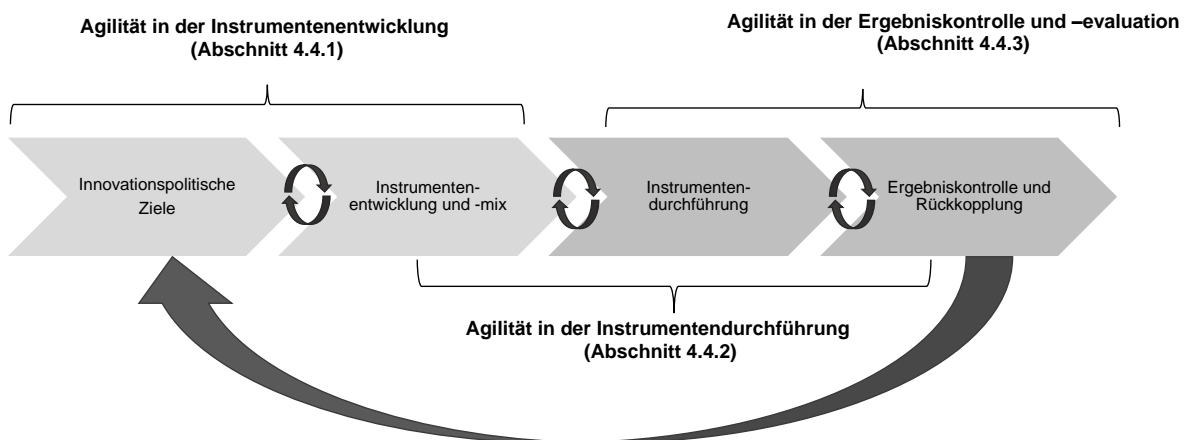 Agilität in der Instrumentenentwicklung
(Abschnitt 4.4.1)
Agilität in der Ergebniskontrolle und –evaluation
(Abschnitt 4.4.3)
Innovationspolitische
Ziele
Instrumenten-
entwicklung und -mix
Instrumenten-
durchführung
Ergebniskontrolle und
Rückkopplung
Agilität in der Instrumentendurchführung
(Abschnitt 4.4.2)